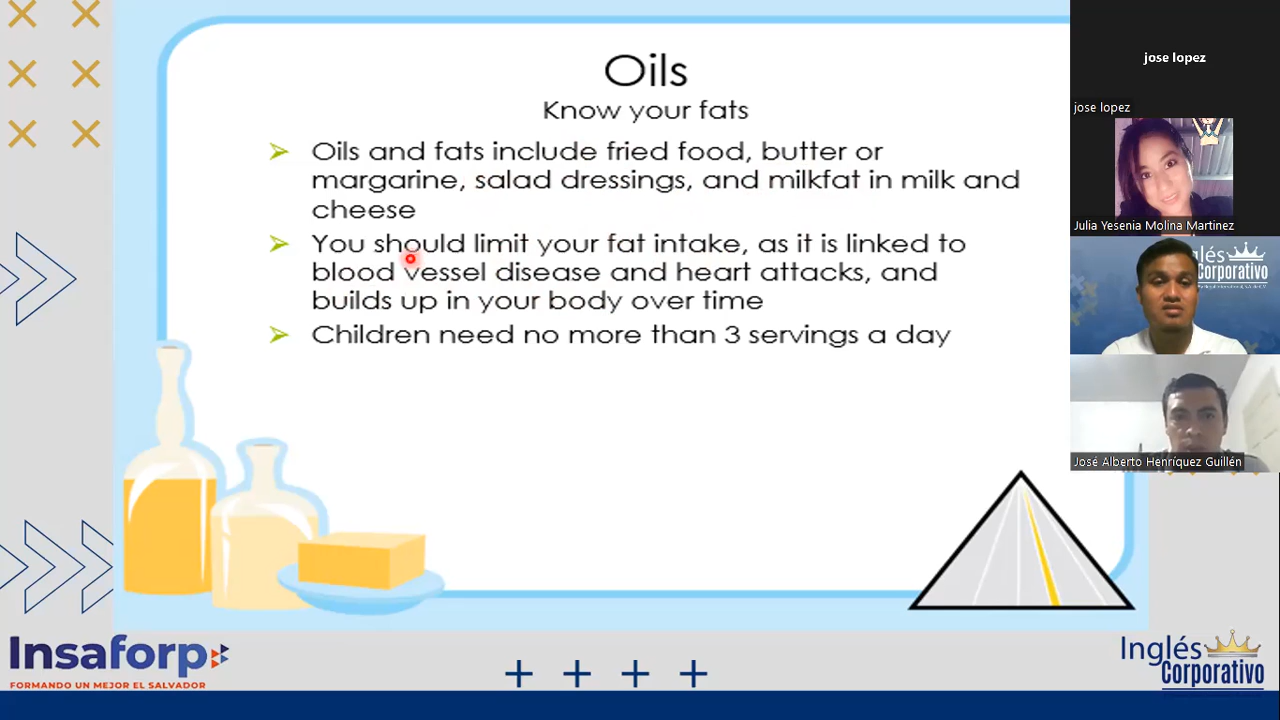 Oils
Know your fats
Oils and fats include fried food, butter or
margarine, salad dressings, and milkfat in milk and
cheese
You should limit your fat intake, as it is linked to
blood vessel disease and heart attacks, and
builds up in your body over time
Children need no more than 3 servings a day
jose lopez
jose lopez
Julia Yesenia Molina Martinez
glés
Corporativo
José Alberto Henríquez Guillén
Insaforp
FORMANDO UN MEJOR EL SALVADOR
Inglés
Corporativo